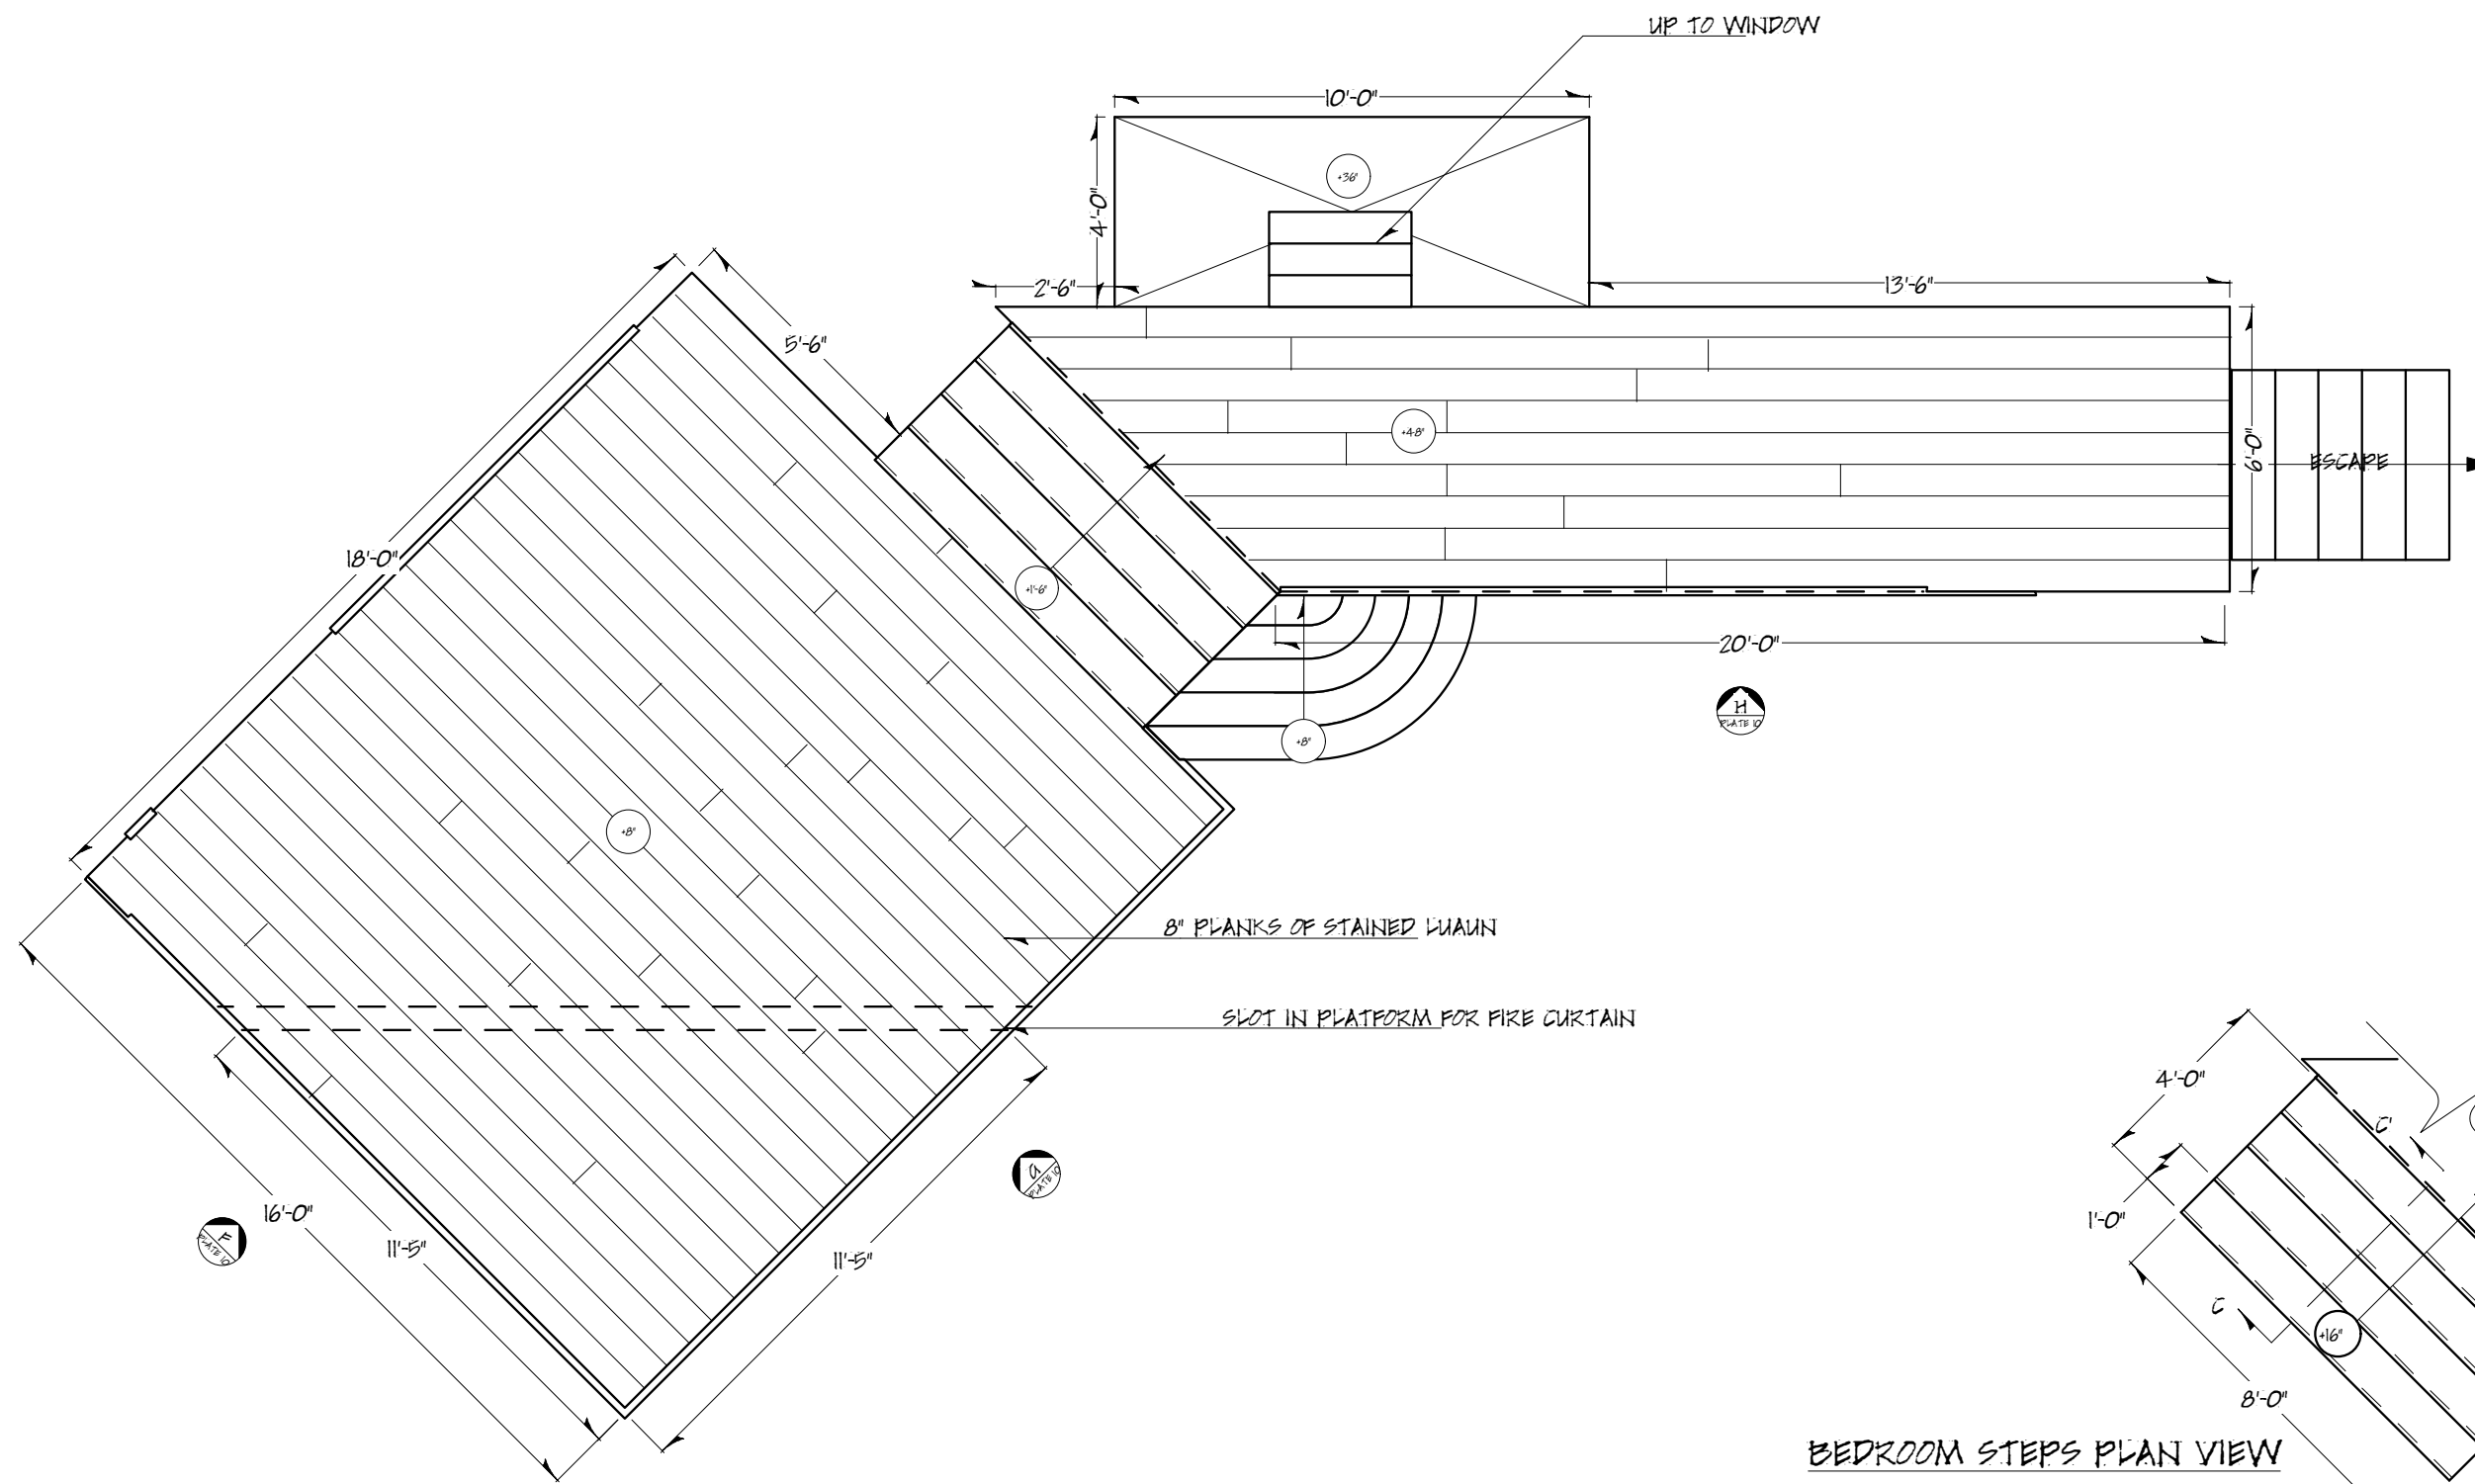 UP TO WINDOW
10'-0"
+36"
4'-0"
2'-6"
13'-6"
5'-6"
+4-8"
6'-0"
ESCAPE
18'-0"
+1'-6"
20'-0"
H
PLATE 10
+8"
+8"
8" PLANKS OF STAINED LUAUN
SLOT IN PLATFORM FOR FIRE CURTAIN
4'-0"
C'
G
PLATE 10
16'-0"
1'-0"
F
PLATE 10
11'-5"
11'-5"
C
+16"
8'-0"
BEDROOM STEPS PLAN VIEW